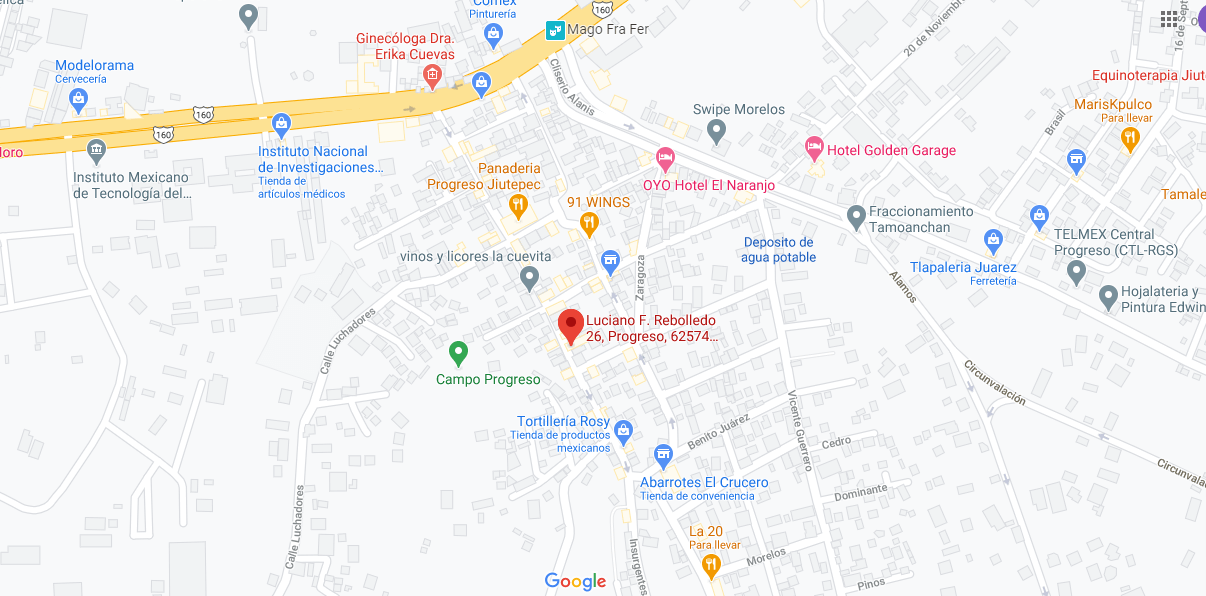 Comex
Pinturería
160
Mago Fra Fer
Ginecóloga Dra.
Erika Cuevas
Modelorama
Cervecería
Cliserio Alanis
20 de Noviembre
16 de Sept
Equinoterapia Jiut
MarisKpulco
Para llevar
Brasil
160
160
Swipe Morelos
Instituto Nacional
de Investigaciones...
Tienda de
artículos médicos
Instituto Mexicano
de Tecnología del...
Hotel Golden Garage
Panaderia
Progreso Jiutepec
OYO Hotel El Naranjo
91 WINGS
Tamale
Fraccionamiento
Tamoanchan
TELMEX Central
Progreso (CTL-RGS)
Deposito de
agua potable
vinos y licores la cuevita
Tlapaleria Juarez
Ferretería
Zaragoza
Alamos
Hojalateria y
Pintura Edwin
Calle Luchadores
Luciano F. Rebolledo
26, Progreso, 62574...
Campo Progreso
Circunvalación
Vicente Guerrero
Tortillería Rosy
Tienda de productos
mexicanos
Benito Juárez
Cedro
Circunva
Abarrotes El Crucero
Tienda de conveniencia
Dominante
Calle Luchadores
La 20
Para llevar
Insurgentes
Morelos
Pinos
Google